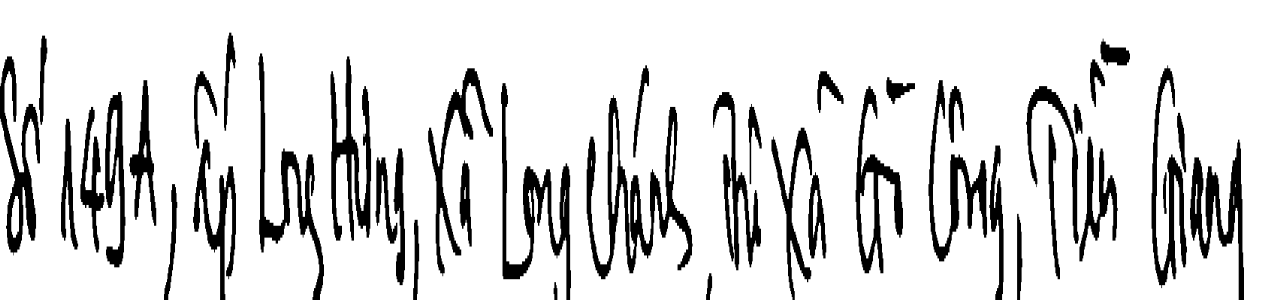 Số 149A, Ấp Long Hưng, Xã Long Chánh, Thị Xã Gò Công, Tiền Giang